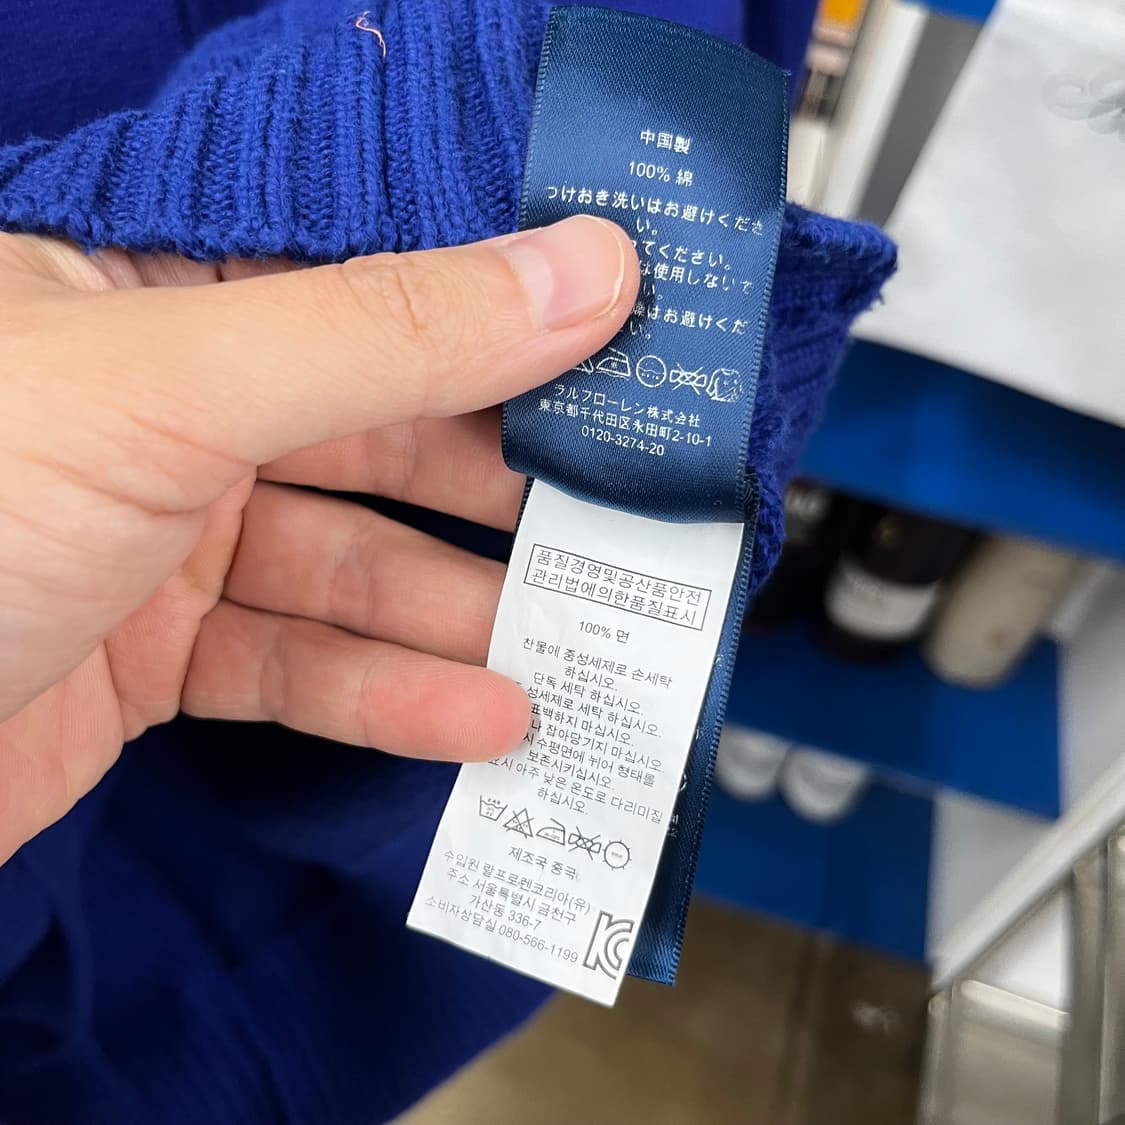 中国製
100% 綿
つけおき洗いはお避けくださ
い。
てください。
は使用しないで
い。
はお避けくだ
い。
ラルフローレン株式会社
東京都千代田区永田町2-10-1
0120-3274-20
품질경영및공산품안전
관리법에의한품질표시
100% 면
찬물에 중성세제로 손세탁
하십시오.
단독 세탁 하십시오.
성세제로 세탁 하십시오.
표백하지 마십시오.
나 잡아당기지 마십시오.
시 수평면에 뉘어 형태를
보존시키십시오.
표시 아주 낮은 온도로 다리미질
하십시오.
제조국 중국
수입원 랄프로렌코리아(유)
주소 서울특별시 금천구
가산동 336-7
소비자상담실 080-566-1199